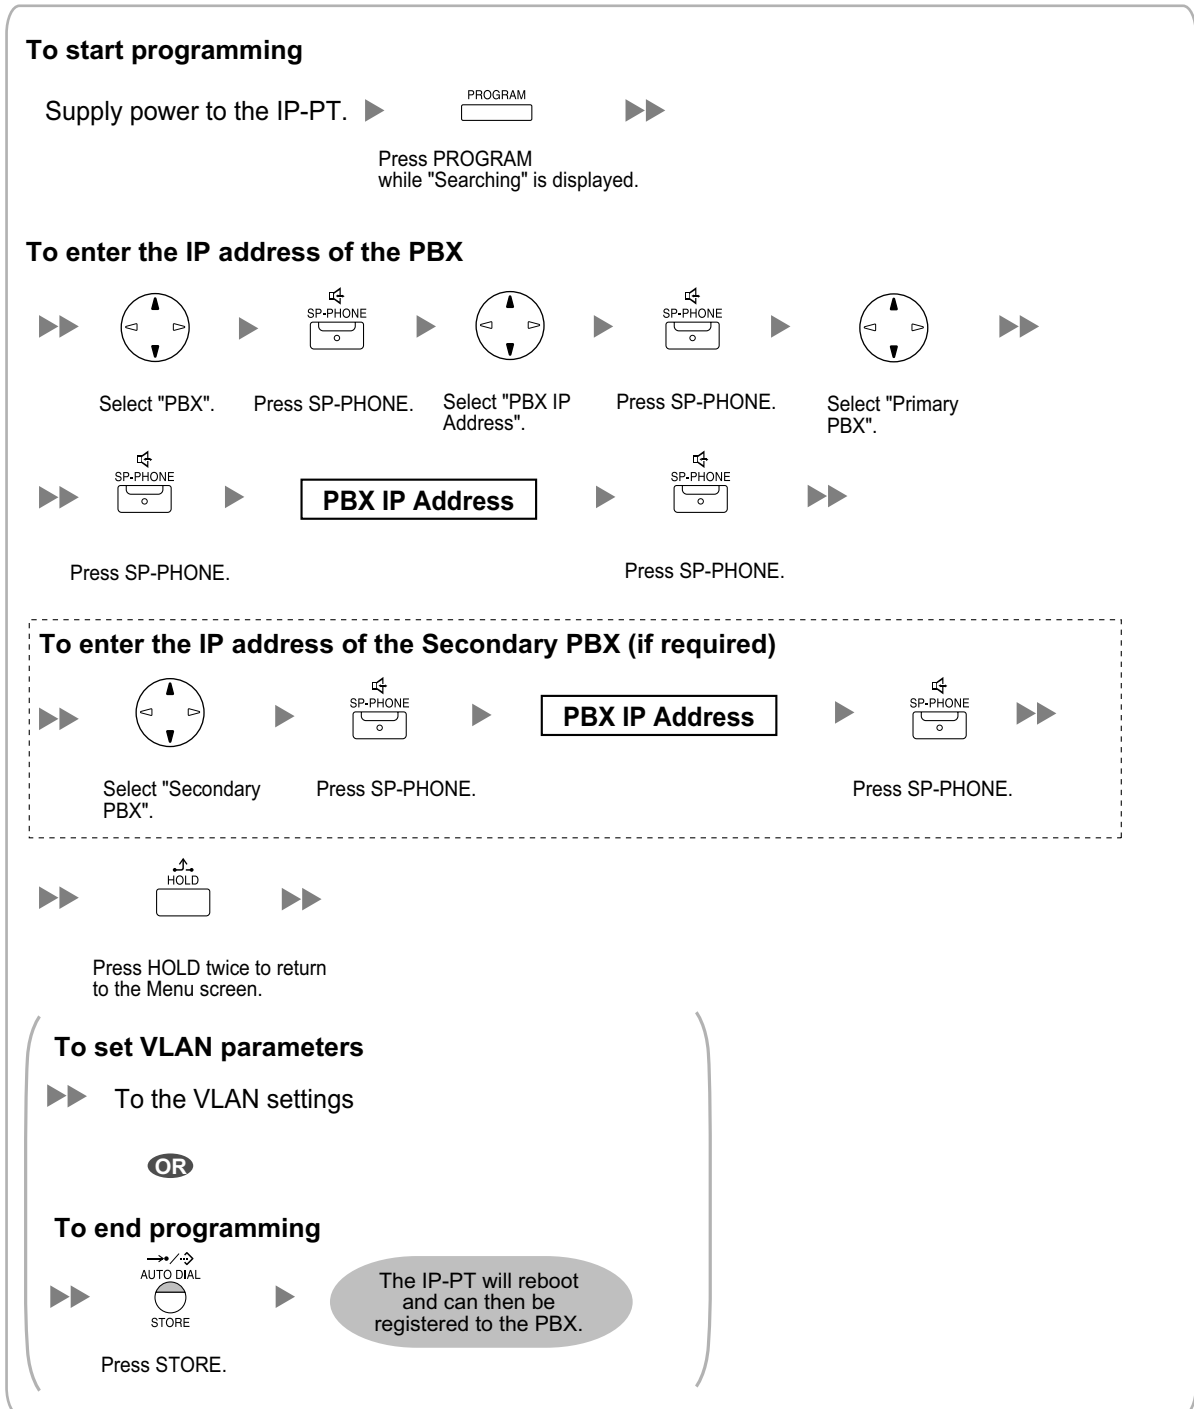 To start programming
Supply power to the IP-PT.
PROGRAM
Press PROGRAM
while "Searching" is displayed.
To enter the IP address of the PBX
SP-PHONE
SP-PHONE
Select "PBX".
Press SP-PHONE.
Select "PBX IP
Address".
Press SP-PHONE.
Select "Primary
PBX".
SP-PHONE
PBX IP Address
SP-PHONE
Press SP-PHONE.
Press SP-PHONE.
To enter the IP address of the Secondary PBX (if required)
SP-PHONE
PBX IP Address
SP-PHONE
Select "Secondary
PBX".
Press SP-PHONE.
Press SP-PHONE.
HOLD
Press HOLD twice to return
to the Menu screen.
To set VLAN parameters
To the VLAN settings
OR
To end programming
AUTO DIAL
STORE
The IP-PT will reboot
and can then be
registered to the PBX.
Press STORE.